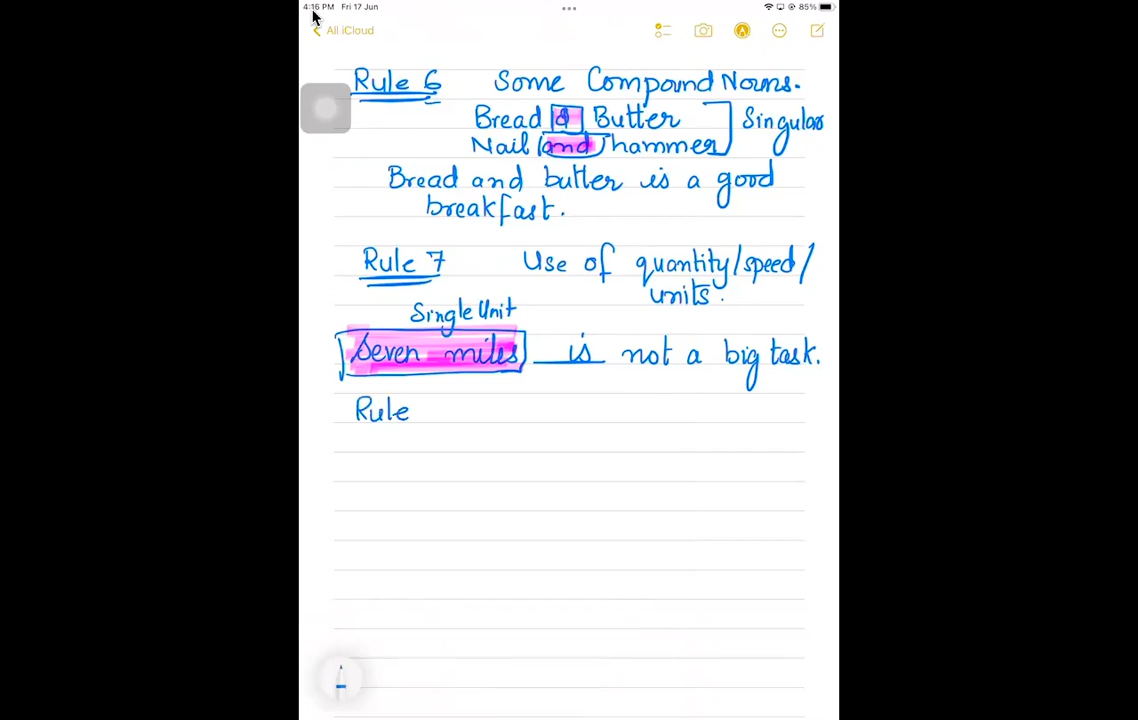 4:16 PM Fri 17 Jun 85%
All iCloud
Rule 6 Some Compound Nouns.
Bread & Butter
Nail and hammer
Singular
Bread and butter is a good
breakfast.
Rule 7 Use of quantity/speed/
units.
Single Unit
Seven miles is not a big task.
Rule